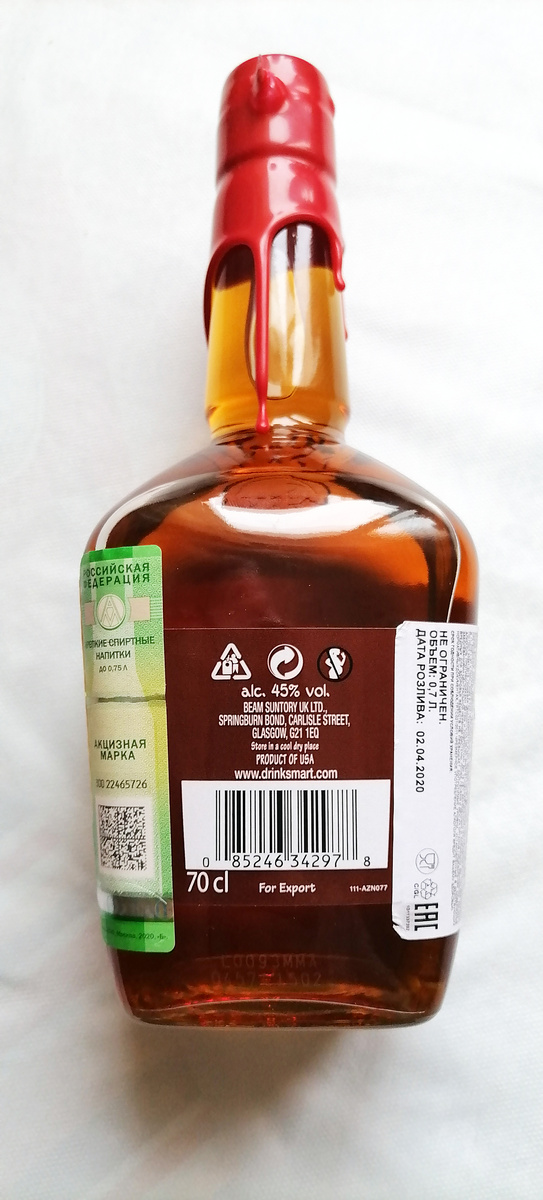 РОССИЙСКАЯ
ФЕДЕРАЦИЯ
КРЕПКИЕ СПИРТНЫЕ
НАПИТКИ
ДО 0,75 Л
АКЦИЗНАЯ
МАРКА
22465726
alc. 45% vol.
BEAM SUNTORY UK LTD.,
SPRINGBURN BOND, CARLISLE STREET,
GLASGOW, G21 1EQ
Store in a cool dry place
PRODUCT OF USA
www.drinksmart.com
0 85246 34297 8
70 cl
For Export
111-AZN077
НЕ ОГРАНИЧЕН.
ОБЪЕМ: 0,7 Л.
ДАТА РОЗЛИВА: 02.04.2020
C/GL
EAC